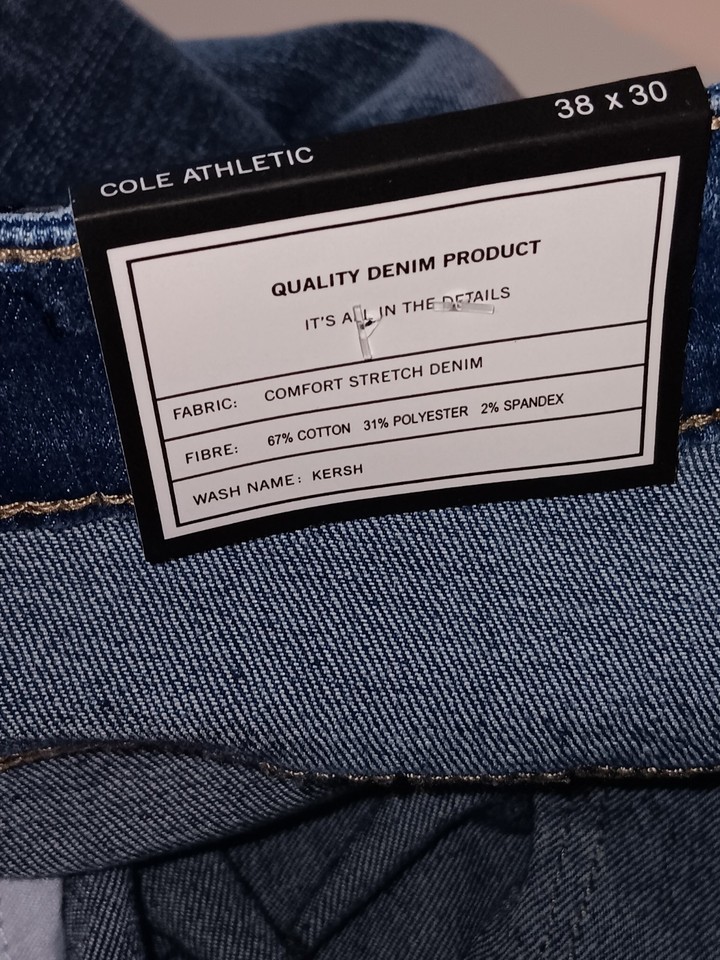 COLE ATHLETIC 38 x 30
QUALITY DENIM PRODUCT
IT'S ALL IN THE DETAILS
FABRIC: COMFORT STRETCH DENIM
FIBRE: 67% COTTON 31% POLYESTER 2% SPANDEX
WASH NAME: KERSH